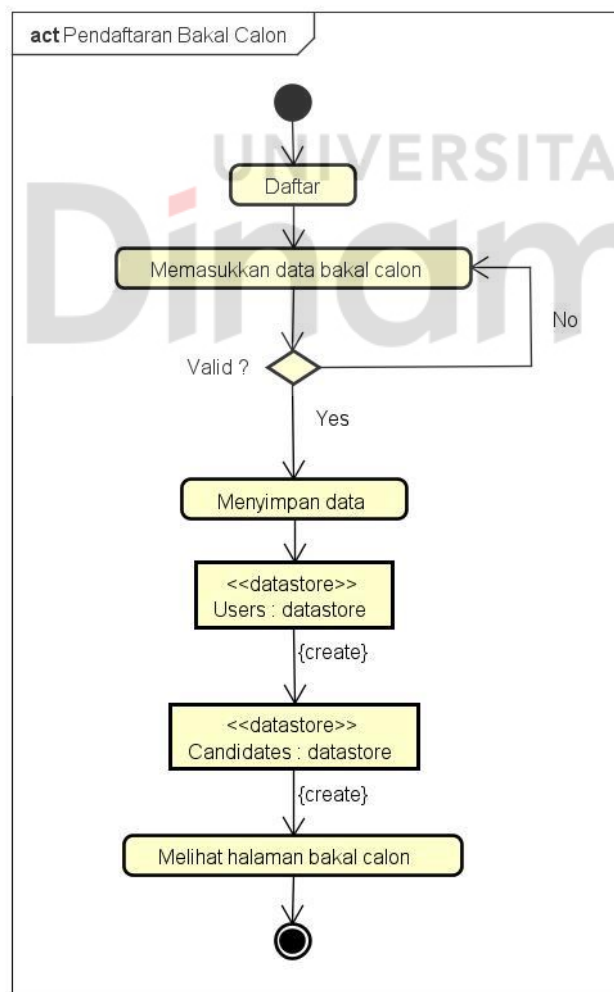 act Pendaftaran Bakal Calon
UNIVERSITA
Dinam
Daftar
Memasukkan data bakal calon
No
Valid ?
Yes
Menyimpan data
<<datastore>>
Users : datastore
{create}
<<datastore>>
Candidates : datastore
{create}
Melihat halaman bakal calon